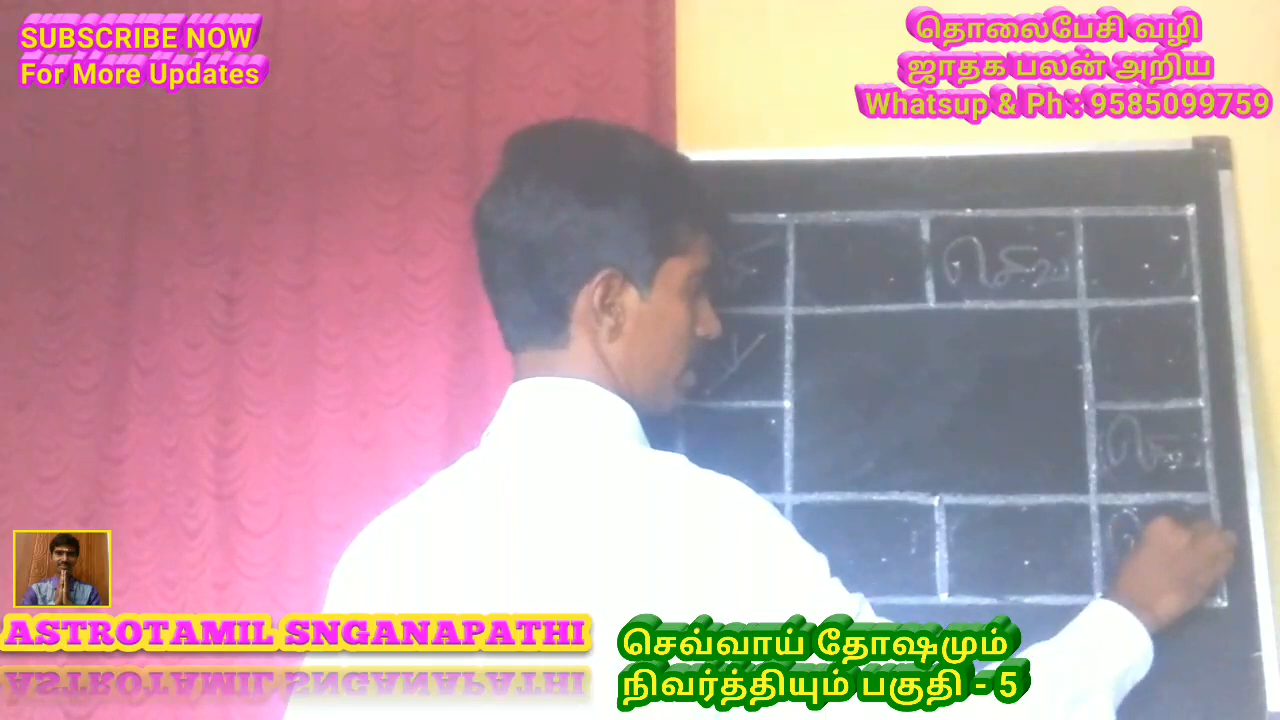 SUBSCRIBE NOW
For More Updates
தொலைபேசி வழி
ஜாதக பலன் அறிய
Whatsup & Ph : 9585099759
செவ
ASTROTAMIL SNGANAPATHI
செவ்வாய் தோஷமும்
நிவர்த்தியும் பகுதி - 5